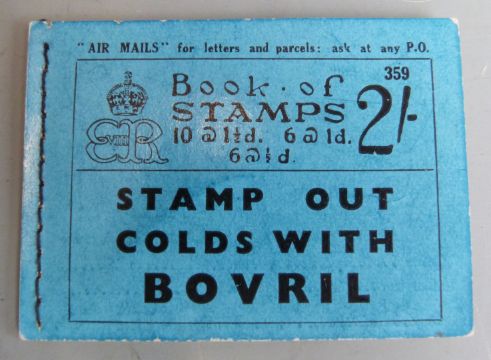 "AIR MAILS" for letters and parcels: ask at any P.O.
359
Book · of
STAMPS
2/-
10 @ 1½d. 6 @ 1d.
6 @ ½d.
E VIII R
STAMP OUT
COLDS WITH
BOVRIL